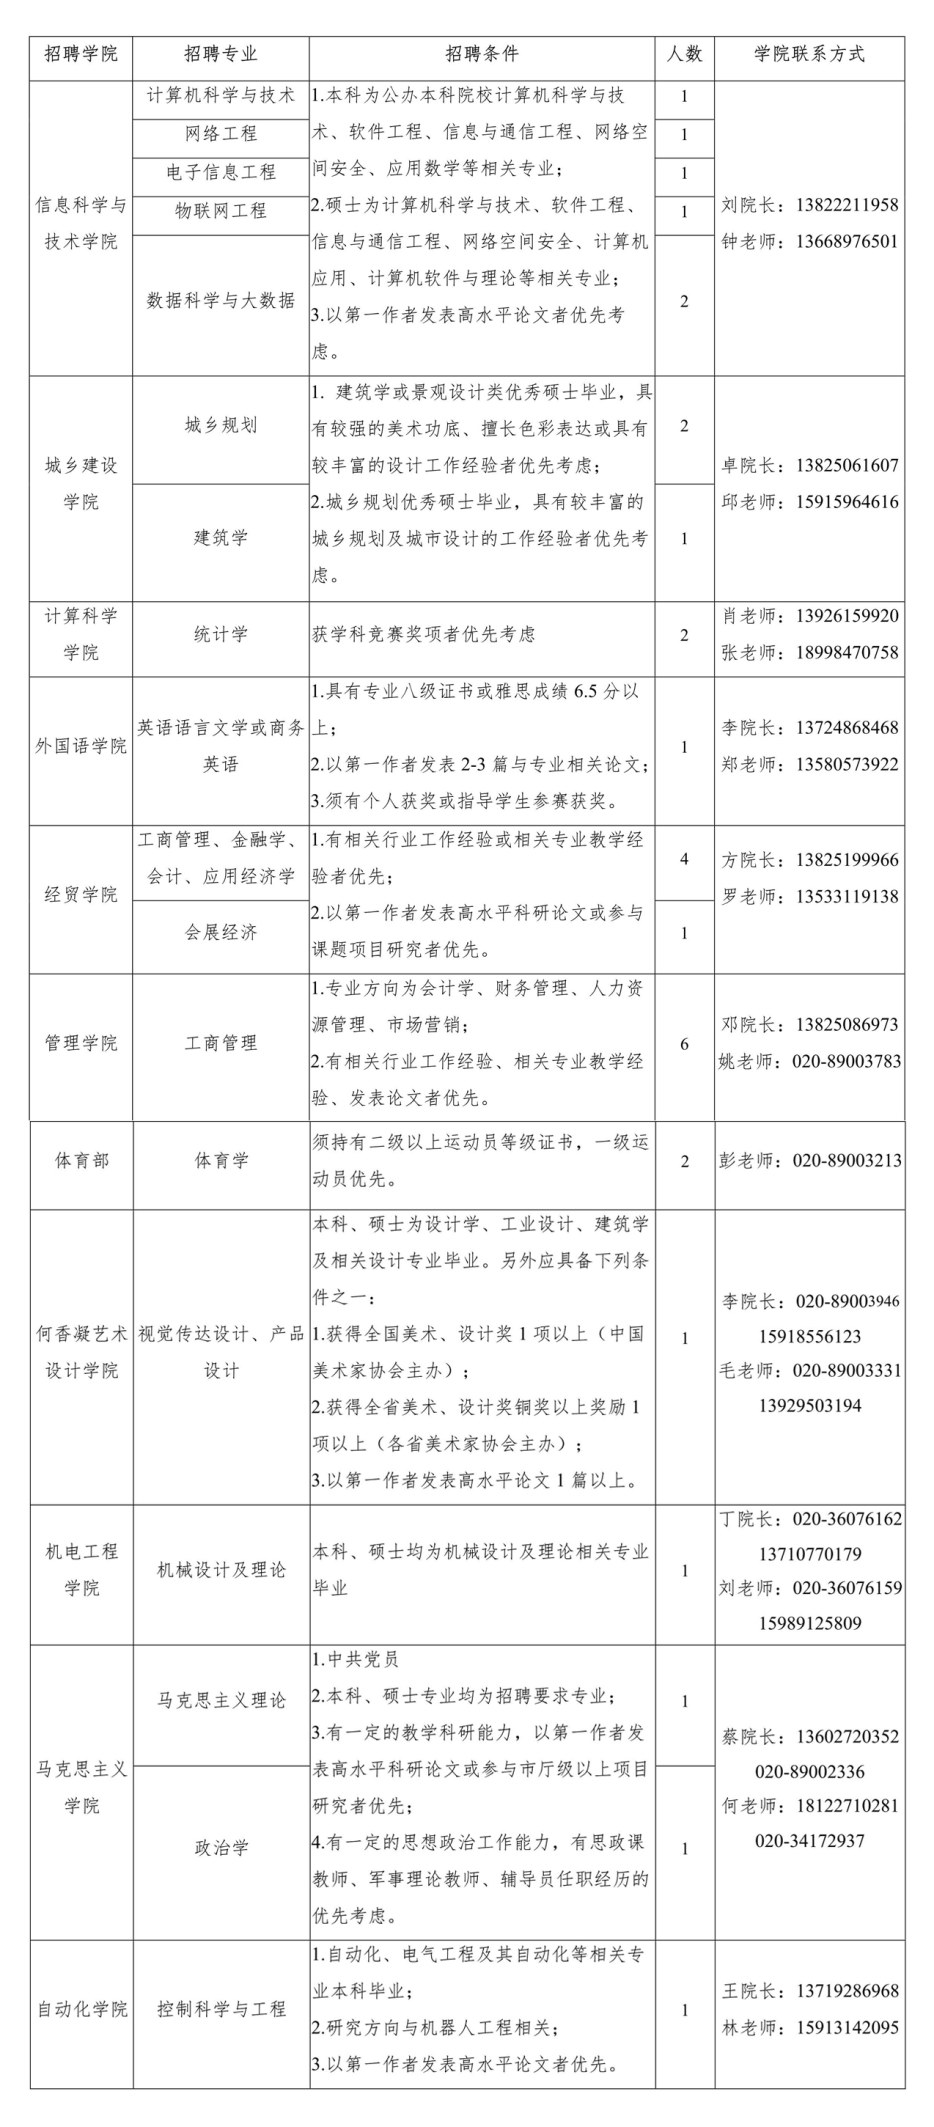 招聘学院 招聘专业 招聘条件 人数 学院联系方式
信息科学与
技术学院
计算机科学与技术
网络工程
电子信息工程
物联网工程
数据科学与大数据
1.本科为公办本科院校计算机科学与技
术、软件工程、信息与通信工程、网络空
间安全、应用数学等相关专业；
2.硕士为计算机科学与技术、软件工程、
信息与通信工程、网络空间安全、计算机
应用、计算机软件与理论等相关专业；
3.以第一作者发表高水平论文者优先考
虑。
1
1
1
1
2
刘院长：13822211958
钟老师：13668976501
城乡建设
学院
城乡规划
建筑学
1. 建筑学或景观设计类优秀硕士毕业，具
有较强的美术功底、擅长色彩表达或具有
较丰富的设计工作经验者优先考虑；
2.城乡规划优秀硕士毕业，具有较丰富的
城乡规划及城市设计的工作经验者优先考
虑。
2
1
卓院长：13825061607
邱老师：15915964616
计算科学
学院
统计学
获学科竞赛奖项者优先考虑
2
肖老师：13926159920
张老师：18998470758
外国语学院
英语语言文学或商务
英语
1.具有专业八级证书或雅思成绩 6.5 分以
上；
2.以第一作者发表 2-3 篇与专业相关论文；
3.须有个人获奖或指导学生参赛获奖。
1
李院长：13724868468
郑老师：13580573922
经贸学院
工商管理、金融学、
会计、应用经济学
会展经济
1.有相关行业工作经验或相关专业教学经
验者优先；
2.以第一作者发表高水平科研论文或参与
课题项目研究者优先。
4
1
方院长：13825199966
罗老师：13533119138
管理学院
工商管理
1.专业方向为会计学、财务管理、人力资
源管理、市场营销；
2.有相关行业工作经验、相关专业教学经
验、发表论文者优先。
6
邓院长：13825086973
姚老师：020-89003783
体育部
体育学
须持有二级以上运动员等级证书，一级运
动员优先。
2
彭老师：020-89003213
何香凝艺术
设计学院
视觉传达设计、产品
设计
本科、硕士为设计学、工业设计、建筑学
及相关设计专业毕业。另外应具备下列条
件之一：
1.获得全国美术、设计奖 1 项以上（中国
美术家协会主办）；
2.获得全省美术、设计奖铜奖以上奖励 1
项以上（各省美术家协会主办）；
3.以第一作者发表高水平论文 1 篇以上。
1
李院长：020-89003946
15918556123
毛老师：020-89003331
13929503194
机电工程
学院
机械设计及理论
本科、硕士均为机械设计及理论相关专业
毕业
1
丁院长：020-36076162
13710770179
刘老师：020-36076159
15989125809
马克思主义
学院
马克思主义理论
政治学
1.中共党员
2.本科、硕士专业均为招聘要求专业；
3.有一定的教学科研能力，以第一作者发
表高水平科研论文或参与市厅级以上项目
研究者优先；
4.有一定的思想政治工作能力，有思政课
教师、军事理论教师、辅导员任职经历的
优先考虑。
1
1
蔡院长：13602720352
020-89002336
何老师：18122710281
020-34172937
自动化学院
控制科学与工程
1.自动化、电气工程及其自动化等相关专
业本科毕业；
2.研究方向与机器人工程相关；
3.以第一作者发表高水平论文者优先。
1
王院长：13719286968
林老师：15913142095